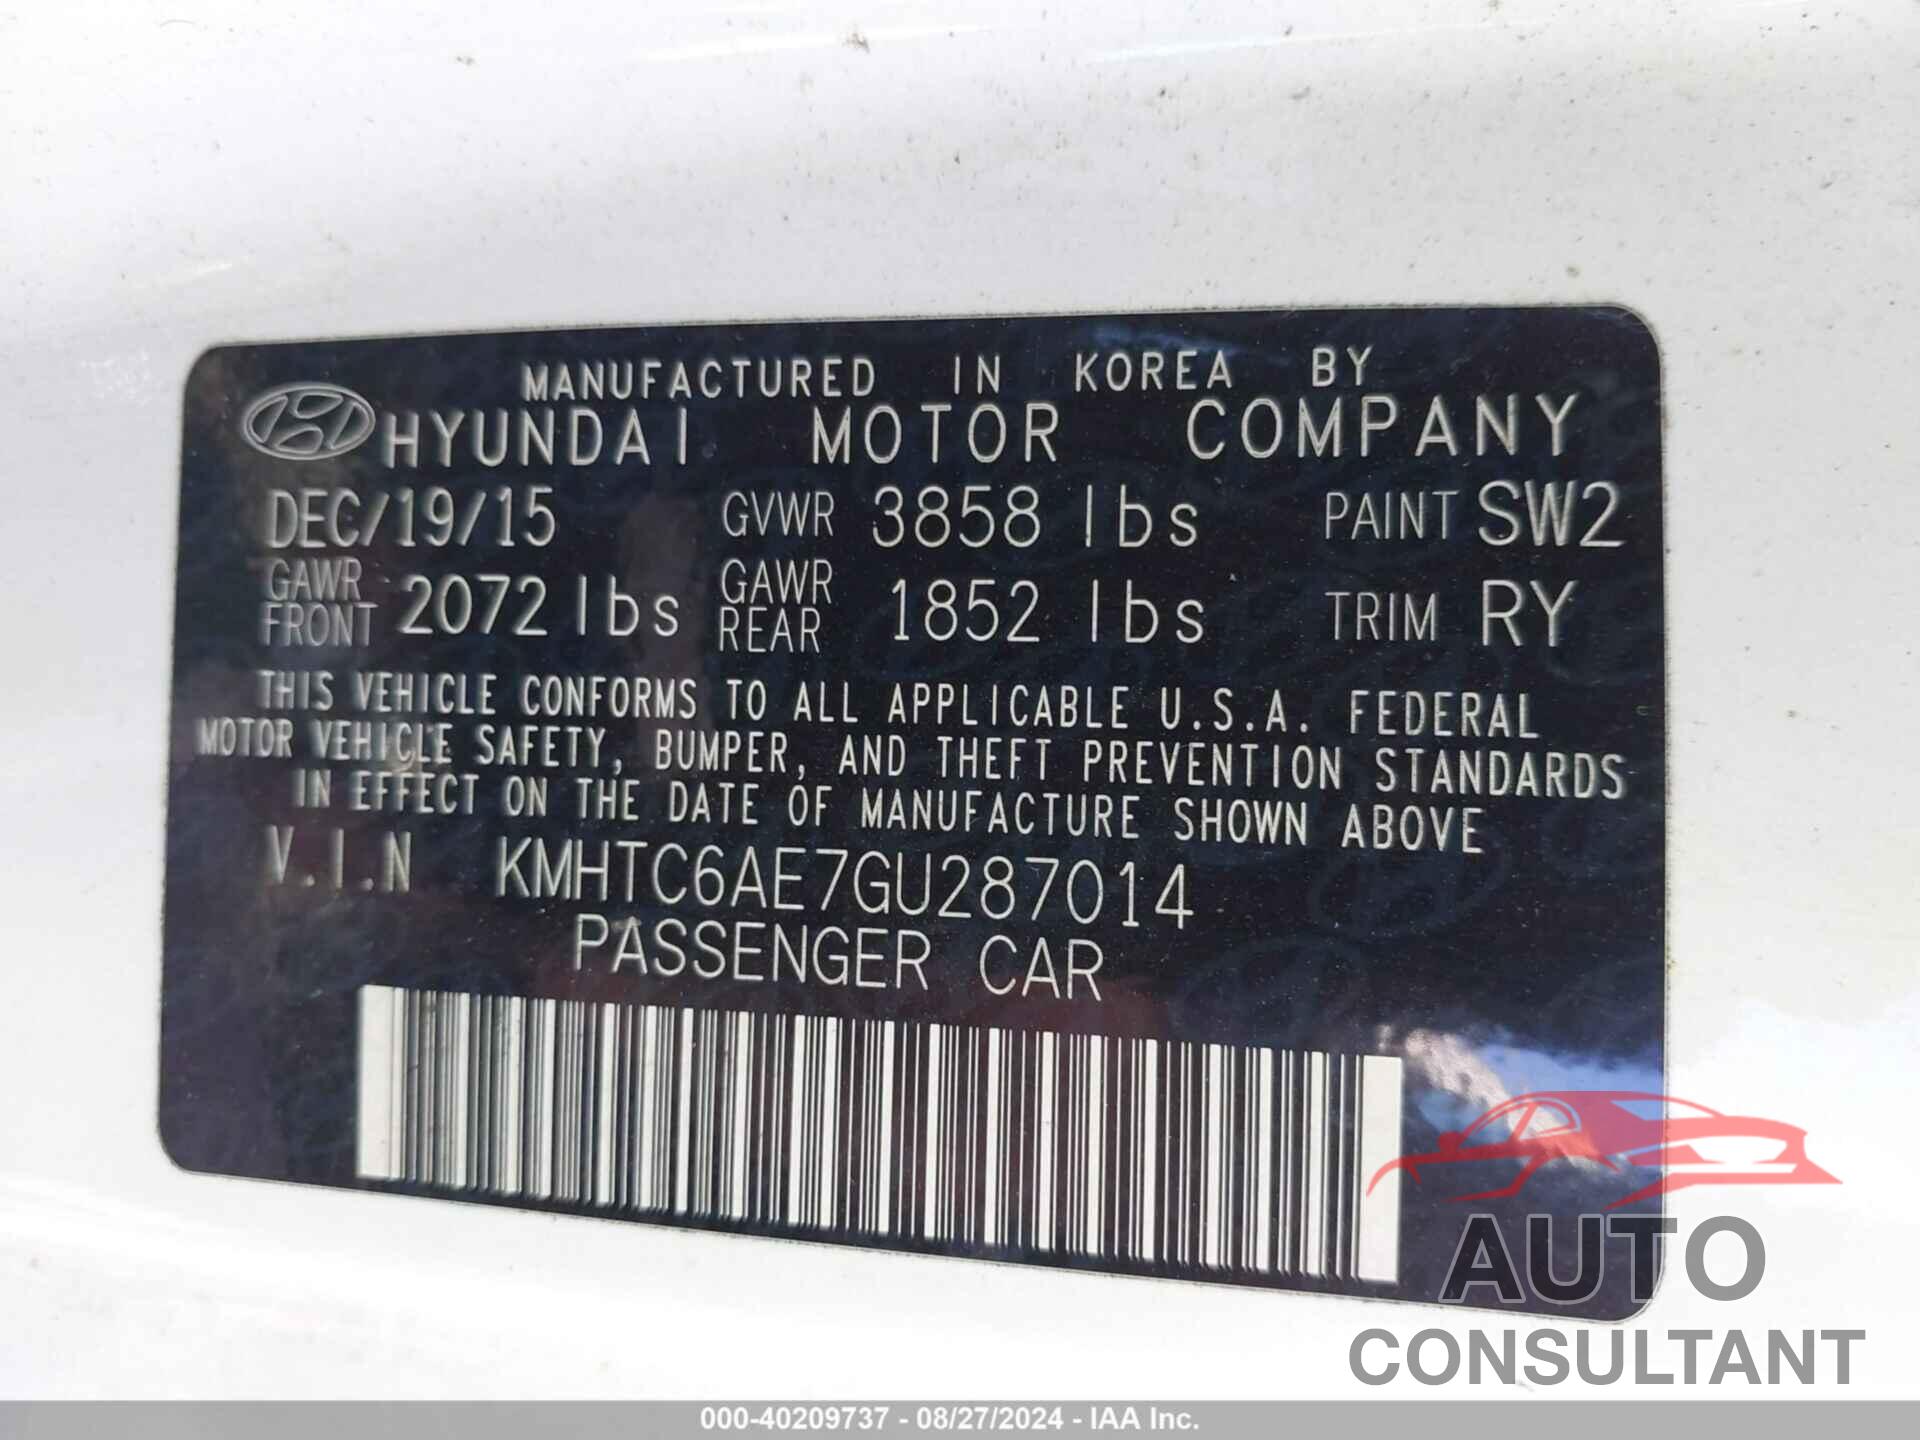 MANUFACTURED IN KOREA BY
HYUNDAI MOTOR COMPANY
DEC/19/15 GVWR 3858 lbs PAINT SW2
GAWR FRONT 2072 lbs GAWR REAR 1852 lbs TRIM RY
THIS VEHICLE CONFORMS TO ALL APPLICABLE U.S.A. FEDERAL
MOTOR VEHICLE SAFETY, BUMPER, AND THEFT PREVENTION STANDARDS
IN EFFECT ON THE DATE OF MANUFACTURE SHOWN ABOVE
V.I.N KMHTC6AE7GU287014
PASSENGER CAR
AUTO
CONSULTANT
000-40209737 - 08/27/2024 - IAA Inc.